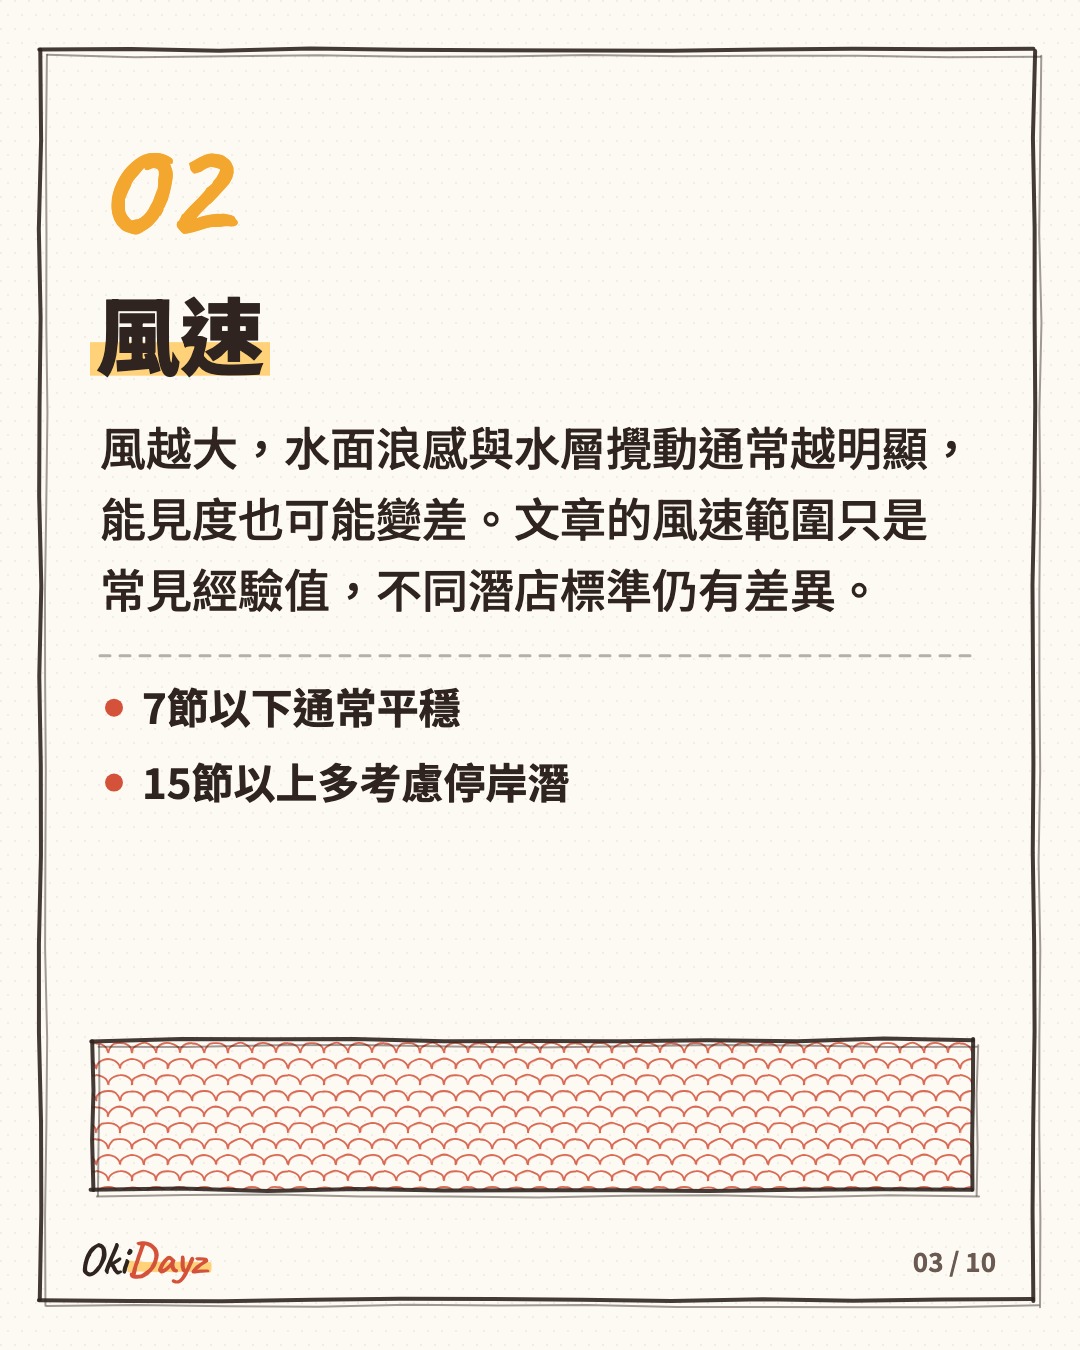 02
風速
風越大，水面浪感與水層攪動通常越明顯，
能見度也可能變差。文章的風速範圍只是
常見經驗值，不同潛店標準仍有差異。
7節以下通常平穩
15節以上多考慮停岸潛
OkiDayz
03 / 10